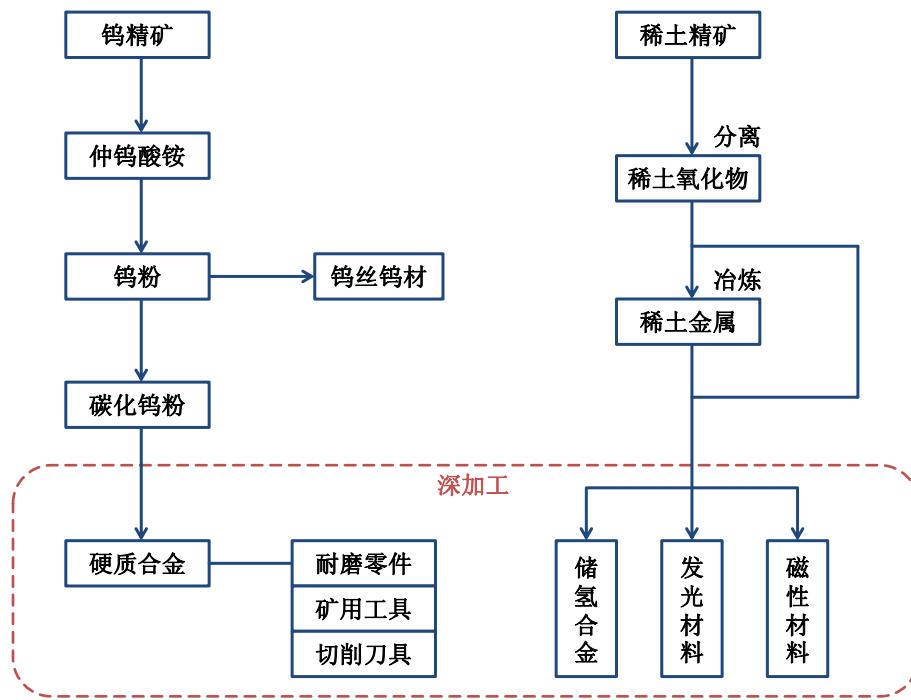 钨精矿
仲钨酸铵
钨粉
钨丝钨材
碳化钨粉
稀土精矿
分离
稀土氧化物
冶炼
稀土金属
深加工
硬质合金
耐磨零件
矿用工具
切削刀具
储氢合金
发光材料
磁性材料